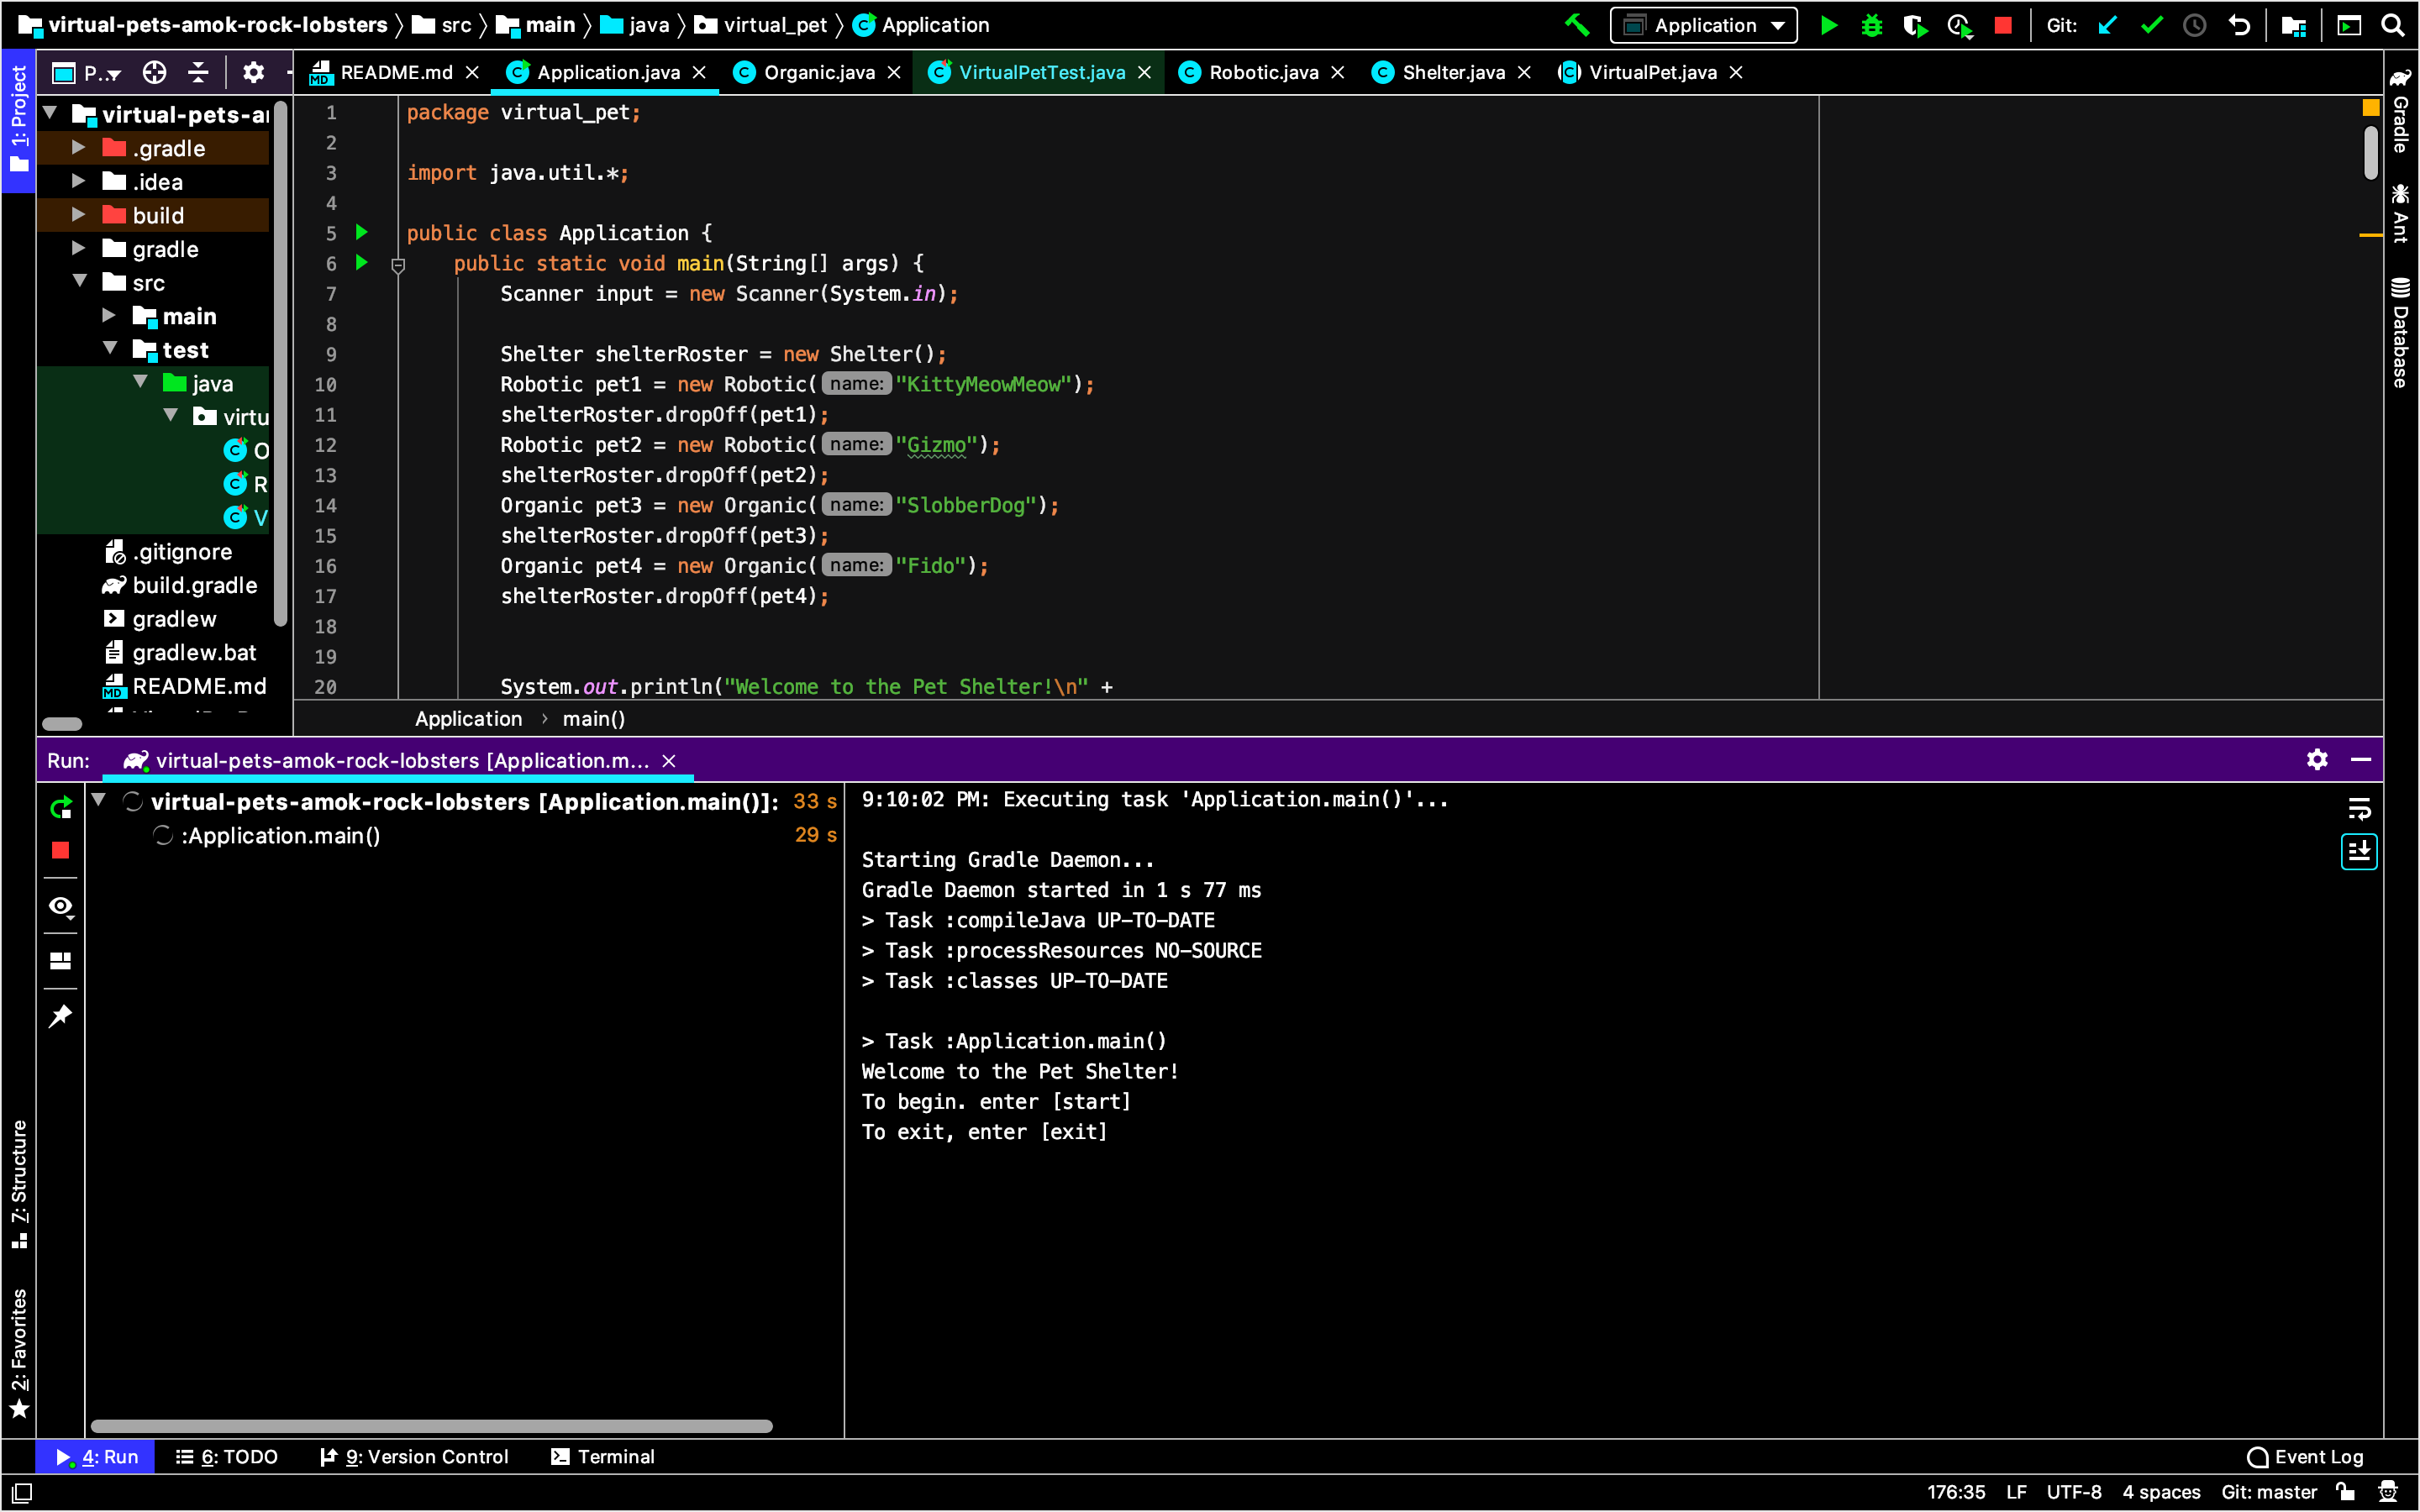 virtual-pets-amok-rock-lobsters src main java virtual_pet Application
Application Git:
1: Project
P...
README.md Application.java Organic.java VirtualPetTest.java Robotic.java Shelter.java VirtualPet.java
virtual-pets-a
.gradle
.idea
build
gradle
src
main
test
java
virtu
O
R
V
.gitignore
build.gradle
gradlew
gradlew.bat
README.md
1 package virtual_pet;
2
3 import java.util.*;
4
5 public class Application {
6 public static void main(String[] args) {
7 Scanner input = new Scanner(System.in);
8
9 Shelter shelterRoster = new Shelter();
10 Robotic pet1 = new Robotic( name: "KittyMeowMeow");
11 shelterRoster.dropOff(pet1);
12 Robotic pet2 = new Robotic( name: "Gizmo");
13 shelterRoster.dropOff(pet2);
14 Organic pet3 = new Organic( name: "SlobberDog");
15 shelterRoster.dropOff(pet3);
16 Organic pet4 = new Organic( name: "Fido");
17 shelterRoster.dropOff(pet4);
18
19
20 System.out.println("Welcome to the Pet Shelter!\n" +
Application › main()
Gradle
Ant
Database
Run: virtual-pets-amok-rock-lobsters [Application.m...
virtual-pets-amok-rock-lobsters [Application.main()]: 33 s
:Application.main() 29 s
9:10:02 PM: Executing task 'Application.main()'...
Starting Gradle Daemon...
Gradle Daemon started in 1 s 77 ms
> Task :compileJava UP-TO-DATE
> Task :processResources NO-SOURCE
> Task :classes UP-TO-DATE
> Task :Application.main()
Welcome to the Pet Shelter!
To begin. enter [start]
To exit, enter [exit]
7: Structure
2: Favorites
4: Run 6: TODO 9: Version Control Terminal Event Log
176:35 LF UTF-8 4 spaces Git: master